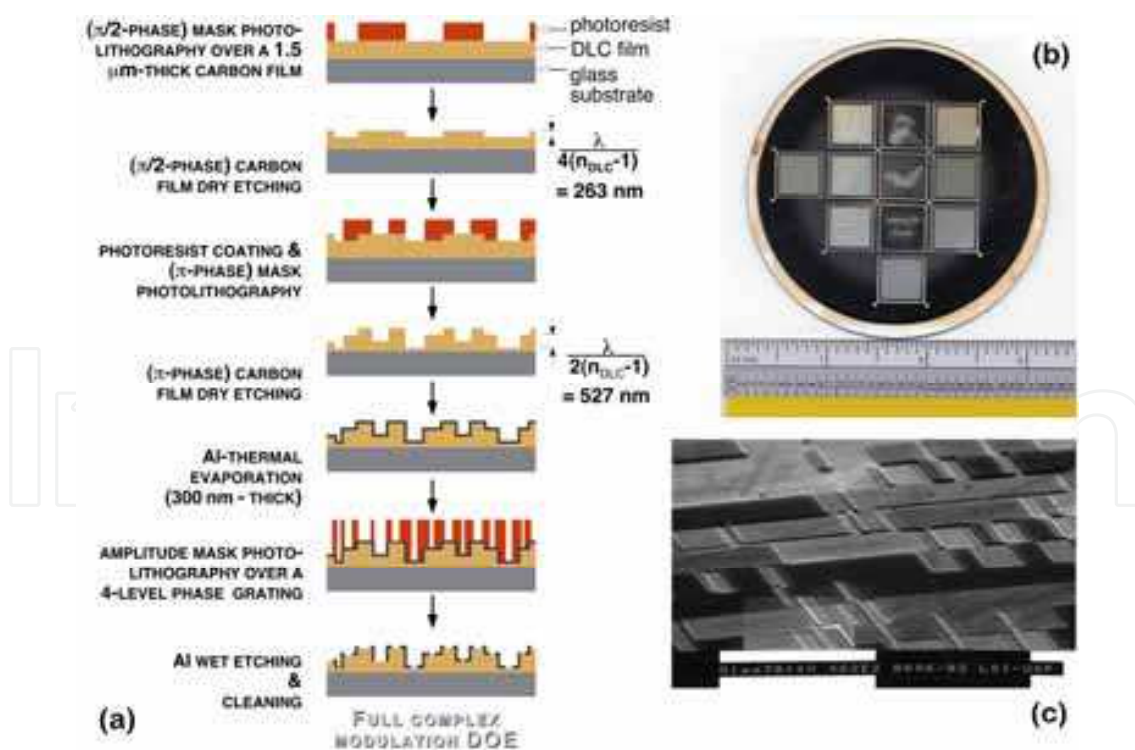 (π/2-PHASE) MASK PHOTO-
LITHOGRAPHY OVER A 1.5
µm-THICK CARBON FILM
photoresist
DLC film
glass
substrate
(π/2-PHASE) CARBON
FILM DRY ETCHING
λ
4(nDLC-1)
= 263 nm
PHOTORESIST COATING &
(π-PHASE) MASK
PHOTOLITHOGRAPHY
(π-PHASE) CARBON
FILM DRY ETCHING
λ
2(nDLC-1)
= 527 nm
Al-THERMAL
EVAPORATION
(300 nm - THICK)
AMPLITUDE MASK PHOTO-
LITHOGRAPHY OVER A
4-LEVEL PHASE GRATING
Al WET ETCHING
&
CLEANING
(a)
FULL COMPLEX
MODULATION DOE
(b)
(c)